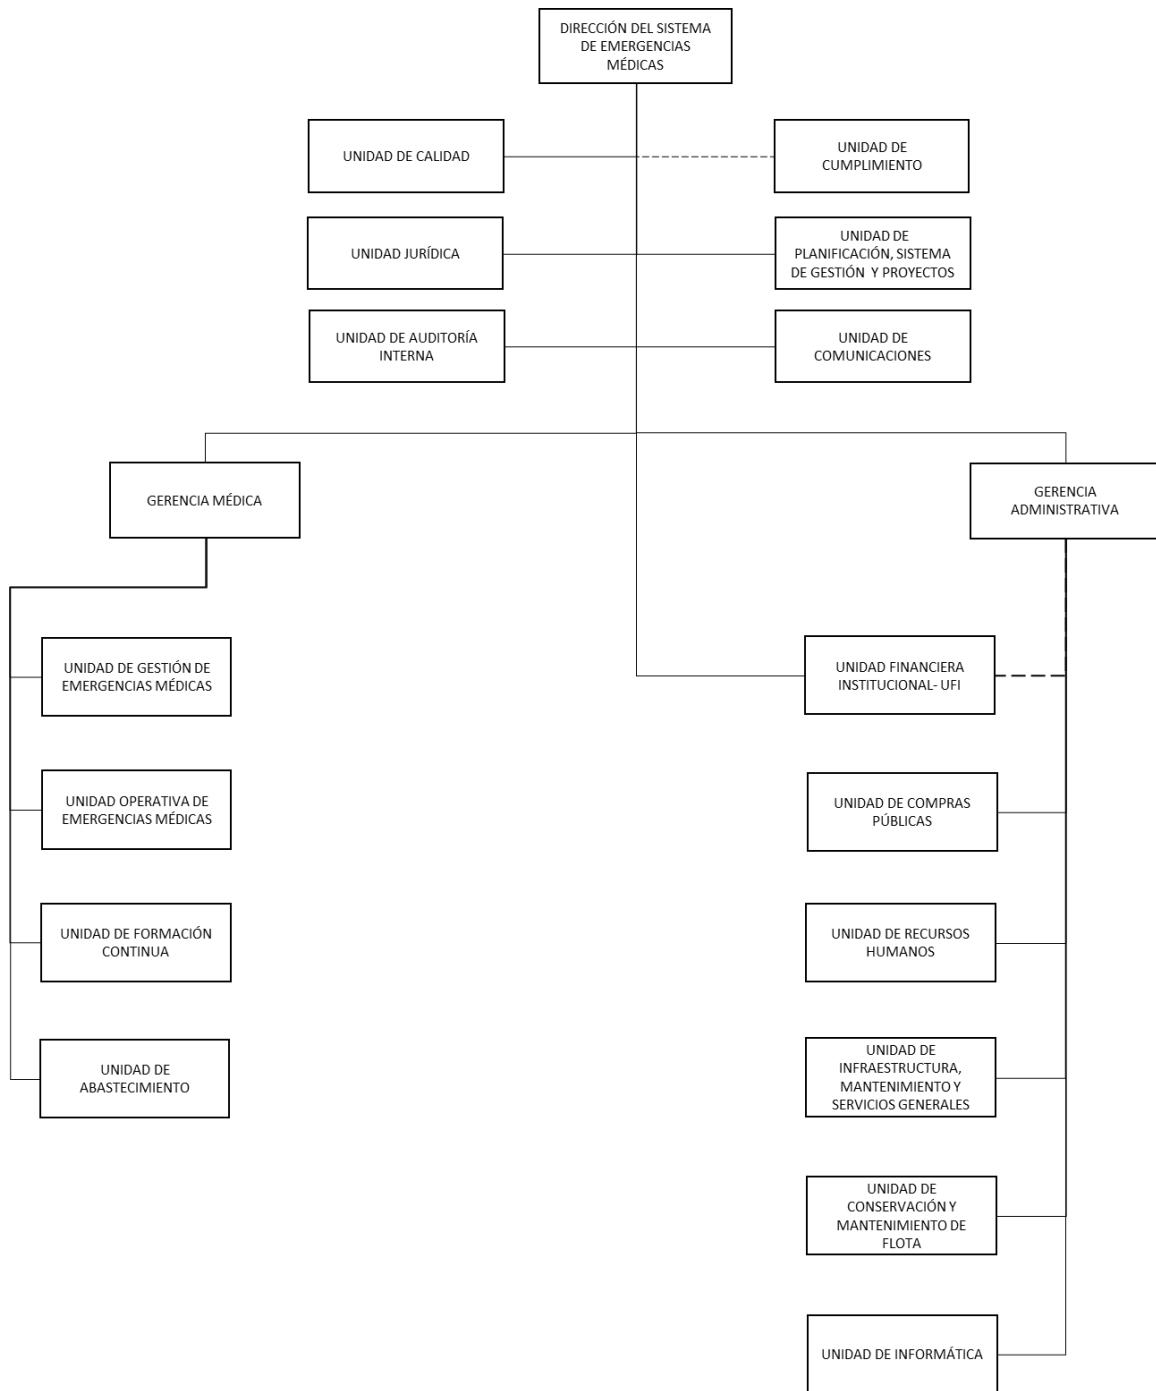 DIRECCIÓN DEL SISTEMA
DE EMERGENCIAS
MÉDICAS
UNIDAD DE CALIDAD
UNIDAD DE
CUMPLIMIENTO
UNIDAD JURÍDICA
UNIDAD DE
PLANIFICACIÓN, SISTEMA
DE GESTIÓN Y PROYECTOS
UNIDAD DE AUDITORÍA
INTERNA
UNIDAD DE
COMUNICACIONES
GERENCIA MÉDICA
GERENCIA
ADMINISTRATIVA
UNIDAD DE GESTIÓN DE
EMERGENCIAS MÉDICAS
UNIDAD FINANCIERA
INSTITUCIONAL- UFI
UNIDAD OPERATIVA DE
EMERGENCIAS MÉDICAS
UNIDAD DE COMPRAS
PÚBLICAS
UNIDAD DE FORMACIÓN
CONTINUA
UNIDAD DE RECURSOS
HUMANOS
UNIDAD DE
ABASTECIMIENTO
UNIDAD DE
INFRAESTRUCTURA,
MANTENIMIENTO Y
SERVICIOS GENERALES
UNIDAD DE
CONSERVACIÓN Y
MANTENIMIENTO DE
FLOTA
UNIDAD DE INFORMÁTICA